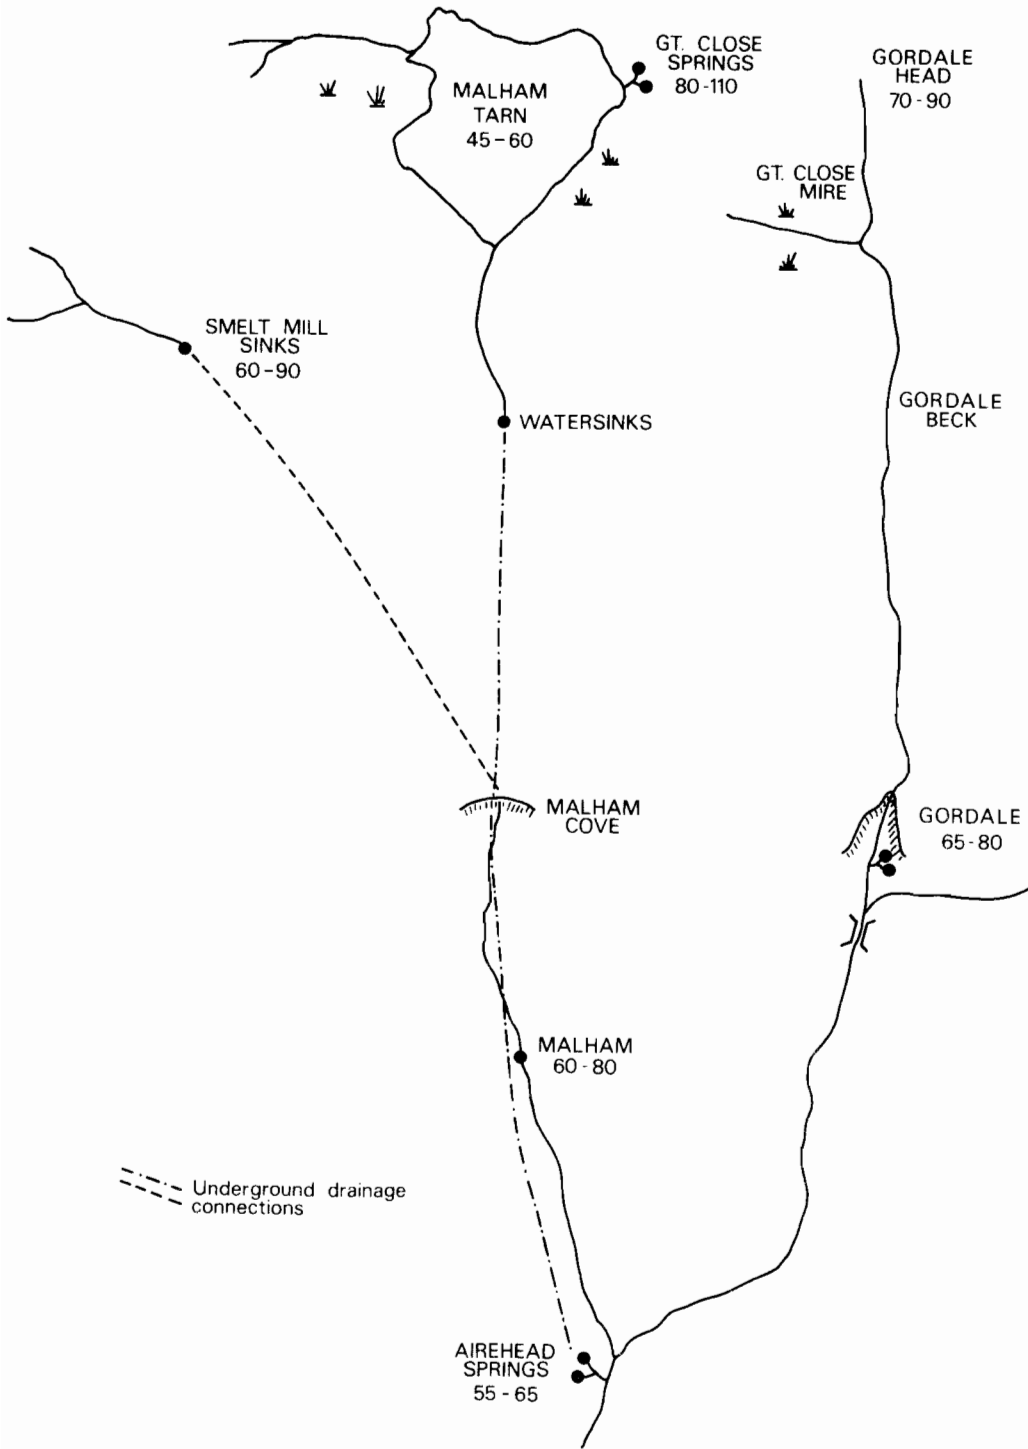 GT. CLOSE
SPRINGS
80-110
GORDALE
HEAD
70-90
MALHAM
TARN
45-60
GT. CLOSE
MIRE
SMELT MILL
SINKS
60-90
WATERSINKS
GORDALE
BECK
MALHAM
COVE
GORDALE
65-80
MALHAM
60-80
Underground drainage
connections
AIREHEAD
SPRINGS
55-65